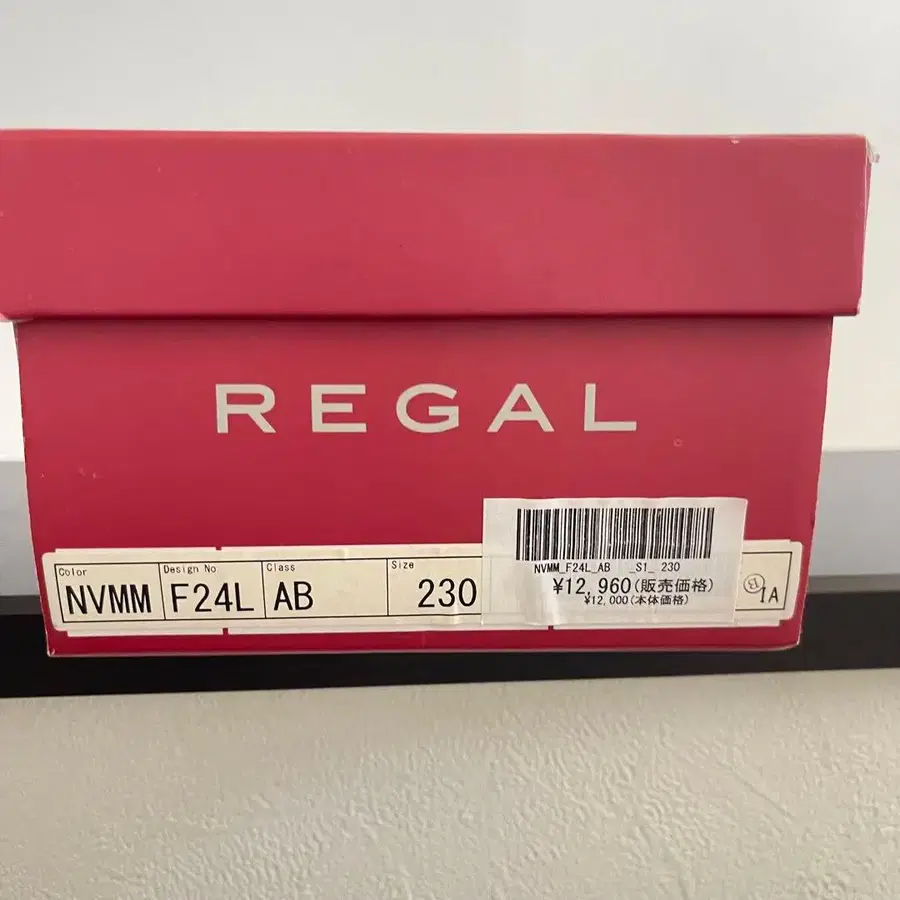 REGAL
Color Design No Class Size
NVMM F24L AB 230
NVMM_F24L_AB _S1_ 230
¥12,960(販売価格)
¥12,000(本体価格)
B
IA